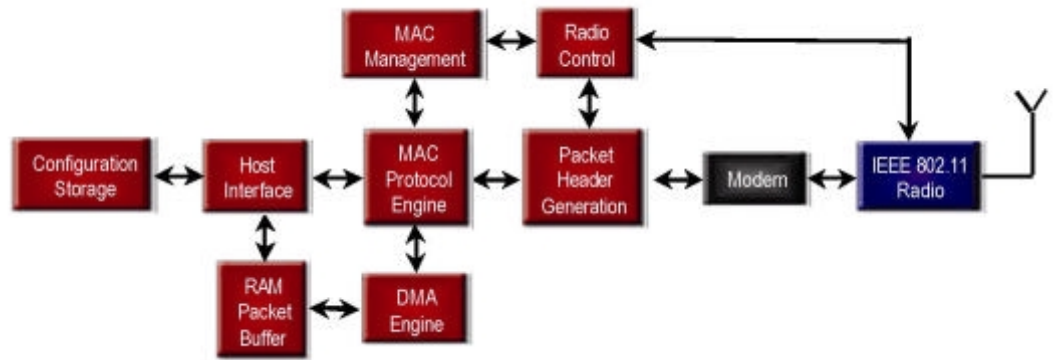 MAC
Management
Radio
Control
Configuration
Storage
Host
Interface
MAC
Protocol
Engine
Packet
Header
Generation
Modem
IEEE 802.11
Radio
RAM
Packet
Buffer
DMA
Engine